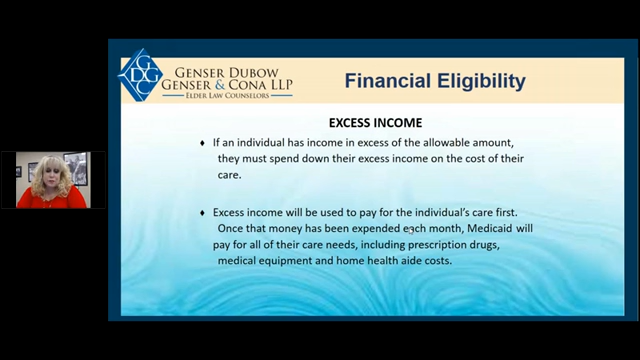 GENSER DUBOW
GENSER & CONA LLP
ELDER LAW COUNSELORS
GDGC
Financial Eligibility
EXCESS INCOME
♦ If an individual has income in excess of the allowable amount,
they must spend down their excess income on the cost of their
care.
♦ Excess income will be used to pay for the individual's care first.
Once that money has been expended each month, Medicaid will
pay for all of their care needs, including prescription drugs,
medical equipment and home health aide costs.